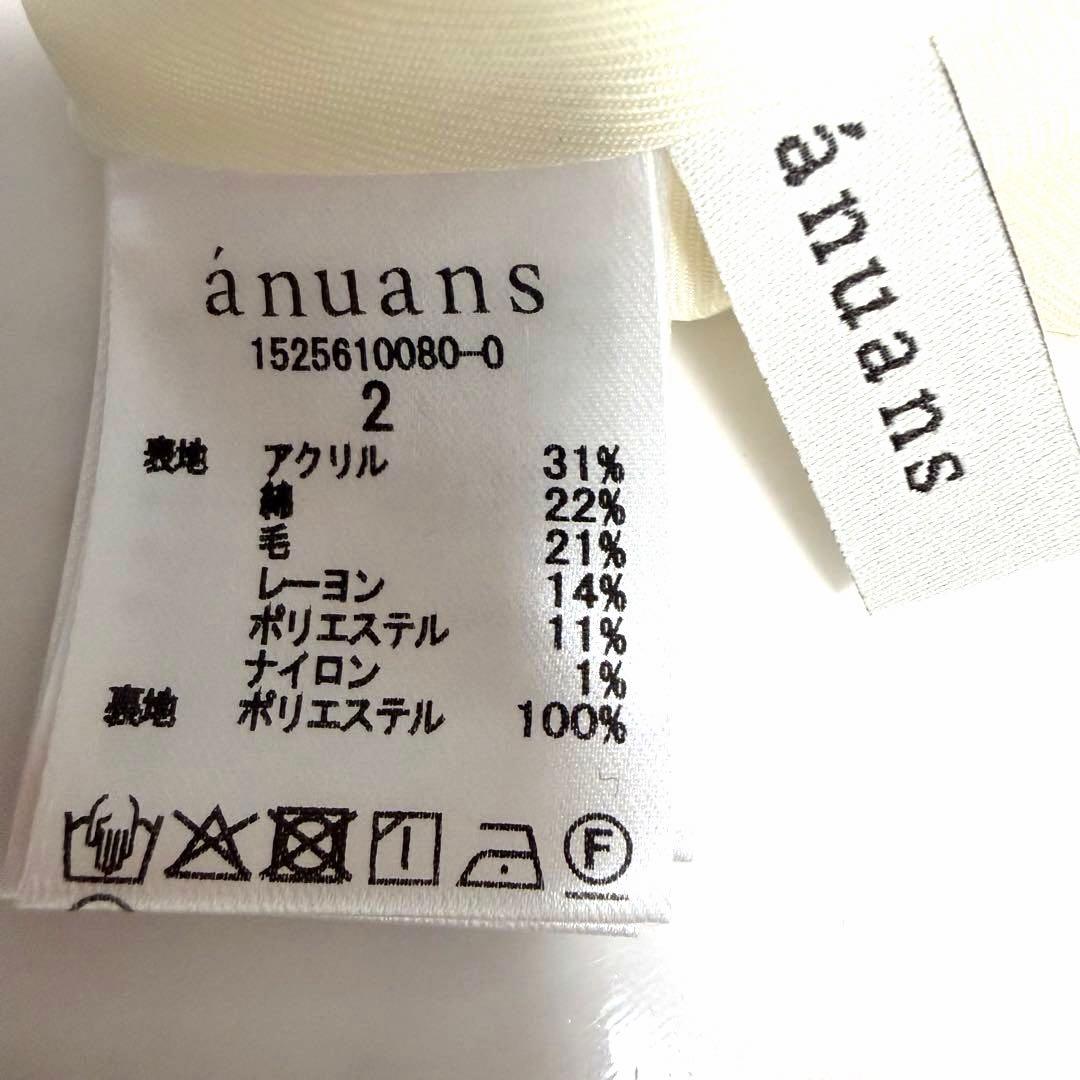 ánuans
1525610080-0
2
表地 アクリル 31%
綿 22%
毛 21%
レーヨン 14%
ポリエステル 11%
ナイロン 1%
裏地 ポリエステル 100%
F
ánuans